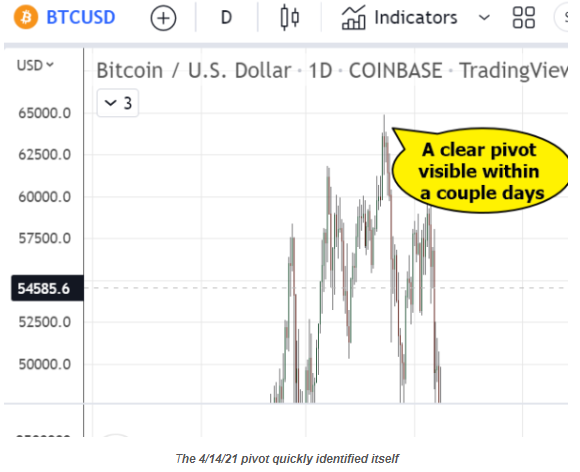 BTCUSD D Indicators
USD
Bitcoin / U.S. Dollar · 1D · COINBASE · TradingView
3
65000.0
62500.0
60000.0
57500.0
54585.6
52500.0
50000.0
A clear pivot
visible within
a couple days
The 4/14/21 pivot quickly identified itself